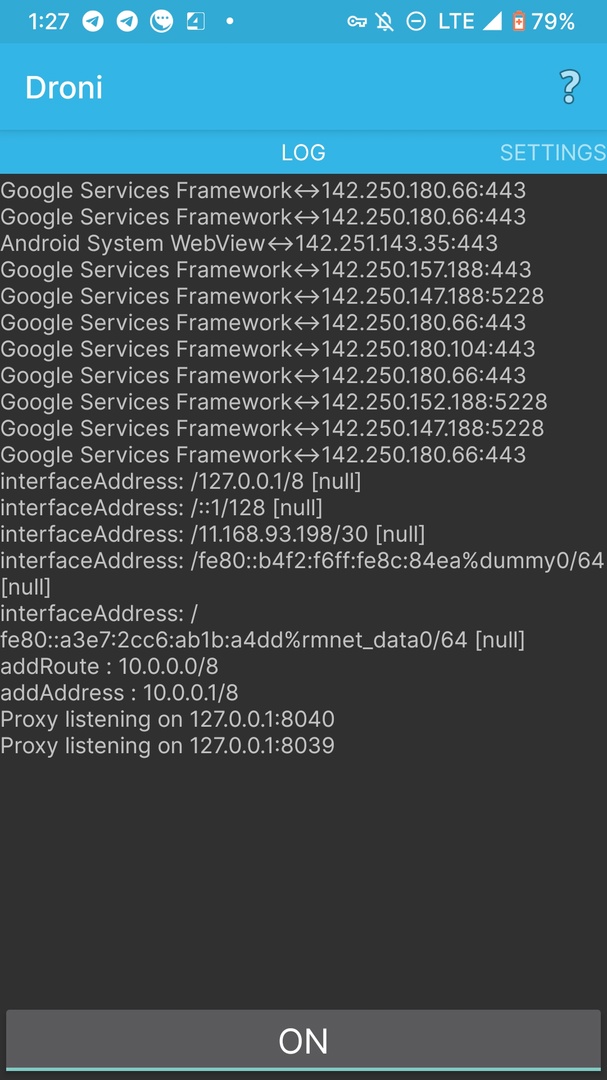 1:27 LTE 79%
Droni ?
LOG SETTINGS
Google Services Framework<->142.250.180.66:443
Google Services Framework<->142.250.180.66:443
Android System WebView<->142.251.143.35:443
Google Services Framework<->142.250.157.188:443
Google Services Framework<->142.250.147.188:5228
Google Services Framework<->142.250.180.66:443
Google Services Framework<->142.250.180.104:443
Google Services Framework<->142.250.180.66:443
Google Services Framework<->142.250.152.188:5228
Google Services Framework<->142.250.147.188:5228
Google Services Framework<->142.250.180.66:443
interfaceAddress: /127.0.0.1/8 [null]
interfaceAddress: /::1/128 [null]
interfaceAddress: /11.168.93.198/30 [null]
interfaceAddress: /fe80::b4f2:f6ff:fe8c:84ea%dummy0/64
[null]
interfaceAddress: /
fe80::a3e7:2cc6:ab1b:a4dd%rmnet_data0/64 [null]
addRoute : 10.0.0.0/8
addAddress : 10.0.0.1/8
Proxy listening on 127.0.0.1:8040
Proxy listening on 127.0.0.1:8039
ON